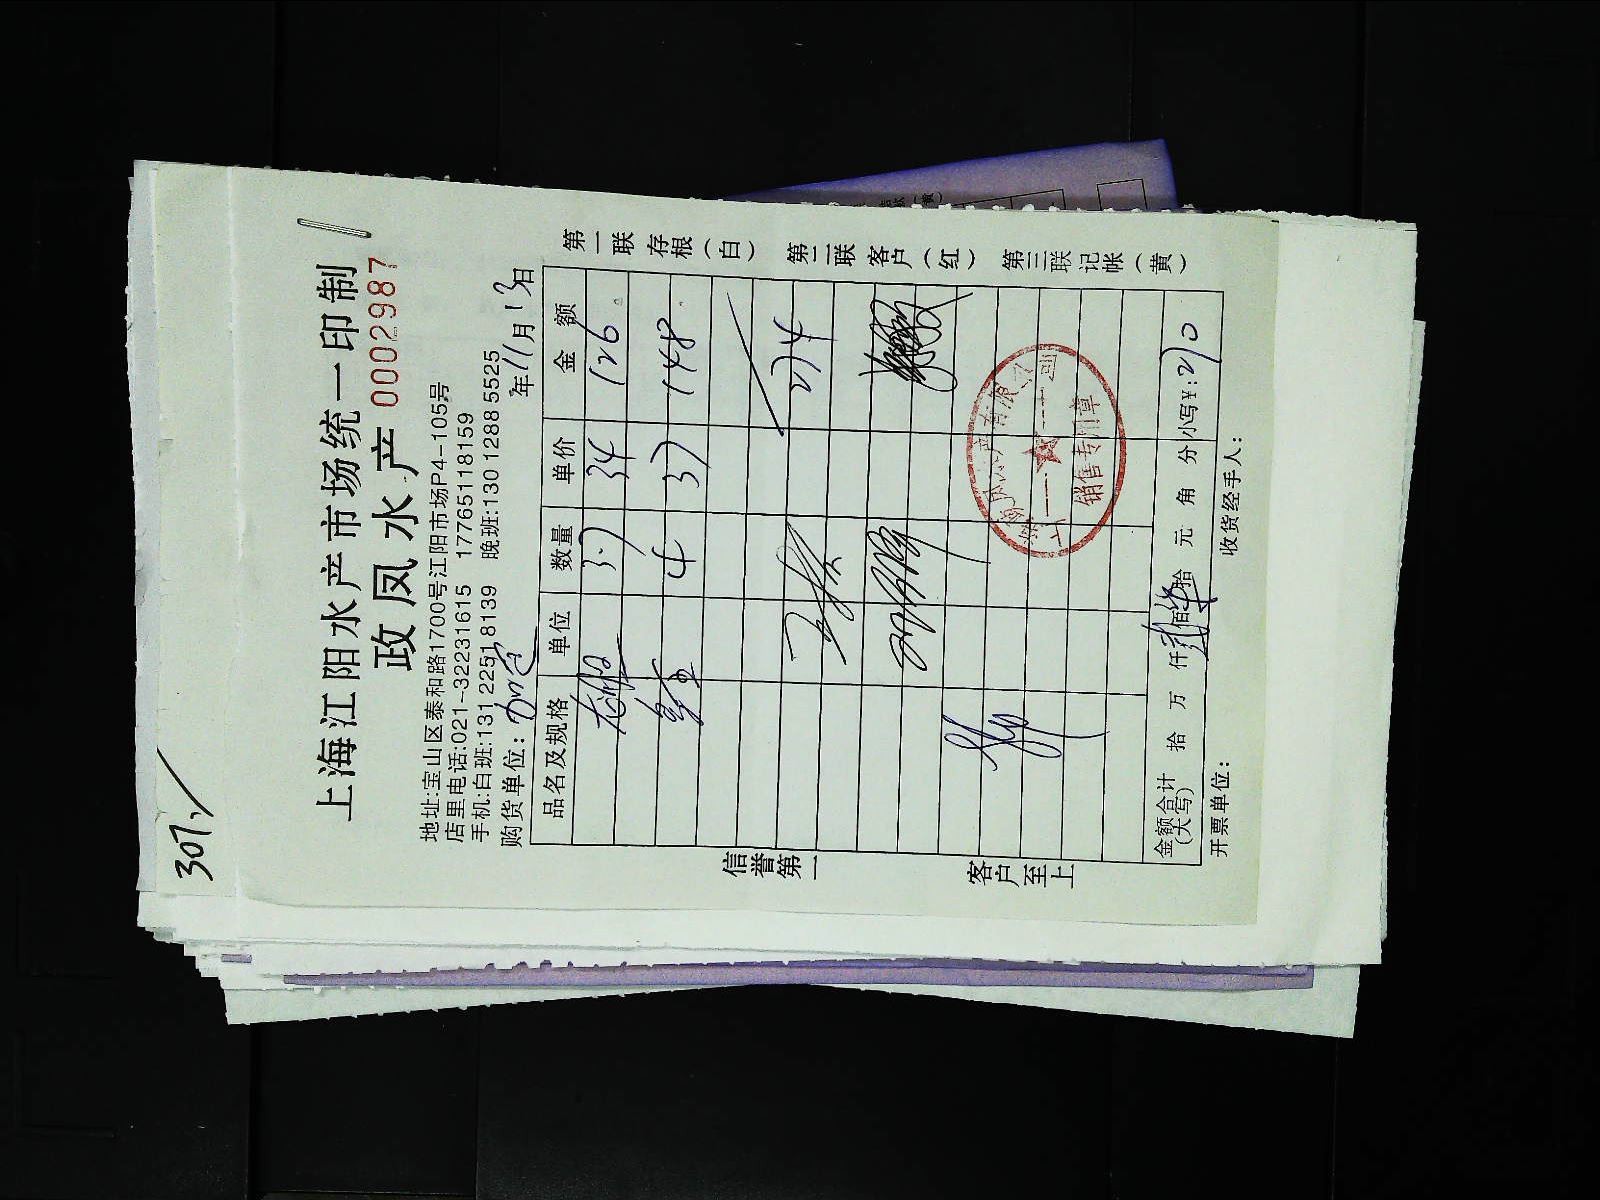 307.
上海江阳水产市场统一印制
政凤水产 0002987
地址:宝山区泰和路1700号江阳市场P4-105号
店里电话:021-32231615 17765118159
手机:白班:131 2251 8139 晚班:130 1288 5525
购货单位:
年11月13日
品名及规格 单位 数量 单价 金额
3.7 34 126
4 37 148
274
金额合计(大写) 拾 万 仟 佰 拾 元 角 分 小写¥:270
开票单位: 收货经手人:
信誉第一 客户至上
第一联存根(白) 第二联客户(红) 第三联记帐(黄)
销售专用章